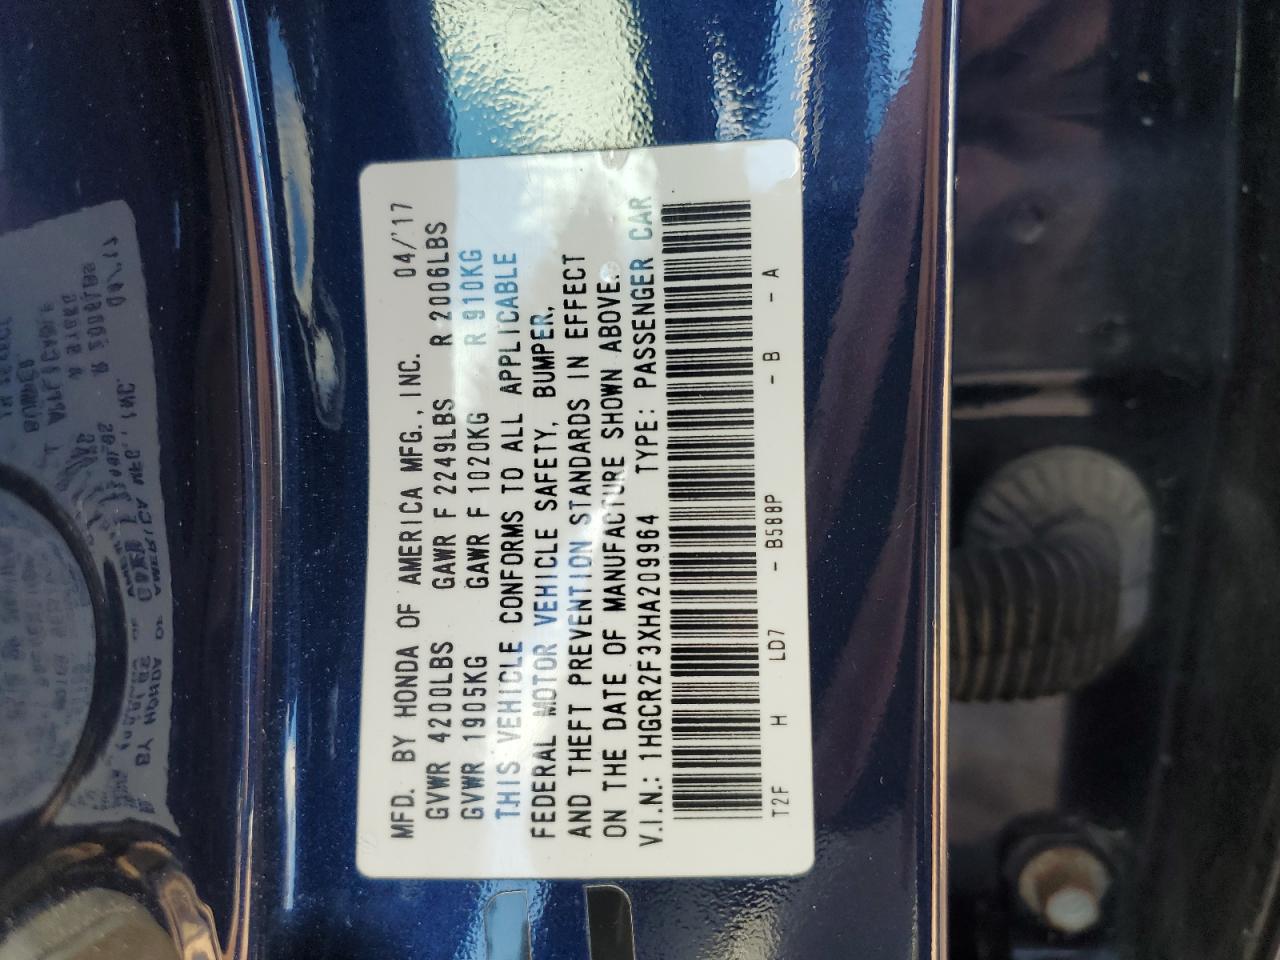 MFD. BY HONDA OF AMERICA MFG., INC. 04/'17
GVWR 4200LBS GAWR F 2249LBS R 2006LBS
GVWR 1905KG GAWR F 1020KG R 910KG
THIS VEHICLE CONFORMS TO ALL APPLICABLE
FEDERAL MOTOR VEHICLE SAFETY, BUMPER,
AND THEFT PREVENTION STANDARDS IN EFFECT
ON THE DATE OF MANUFACTURE SHOWN ABOVE.
V.I.N.: 1HGCR2F3XHA209964 TYPE: PASSENGER CAR
T2F H LD7 - B588P - B - A